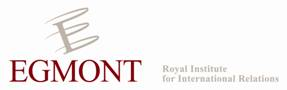 EGMONT
Royal Institute
for International Relations